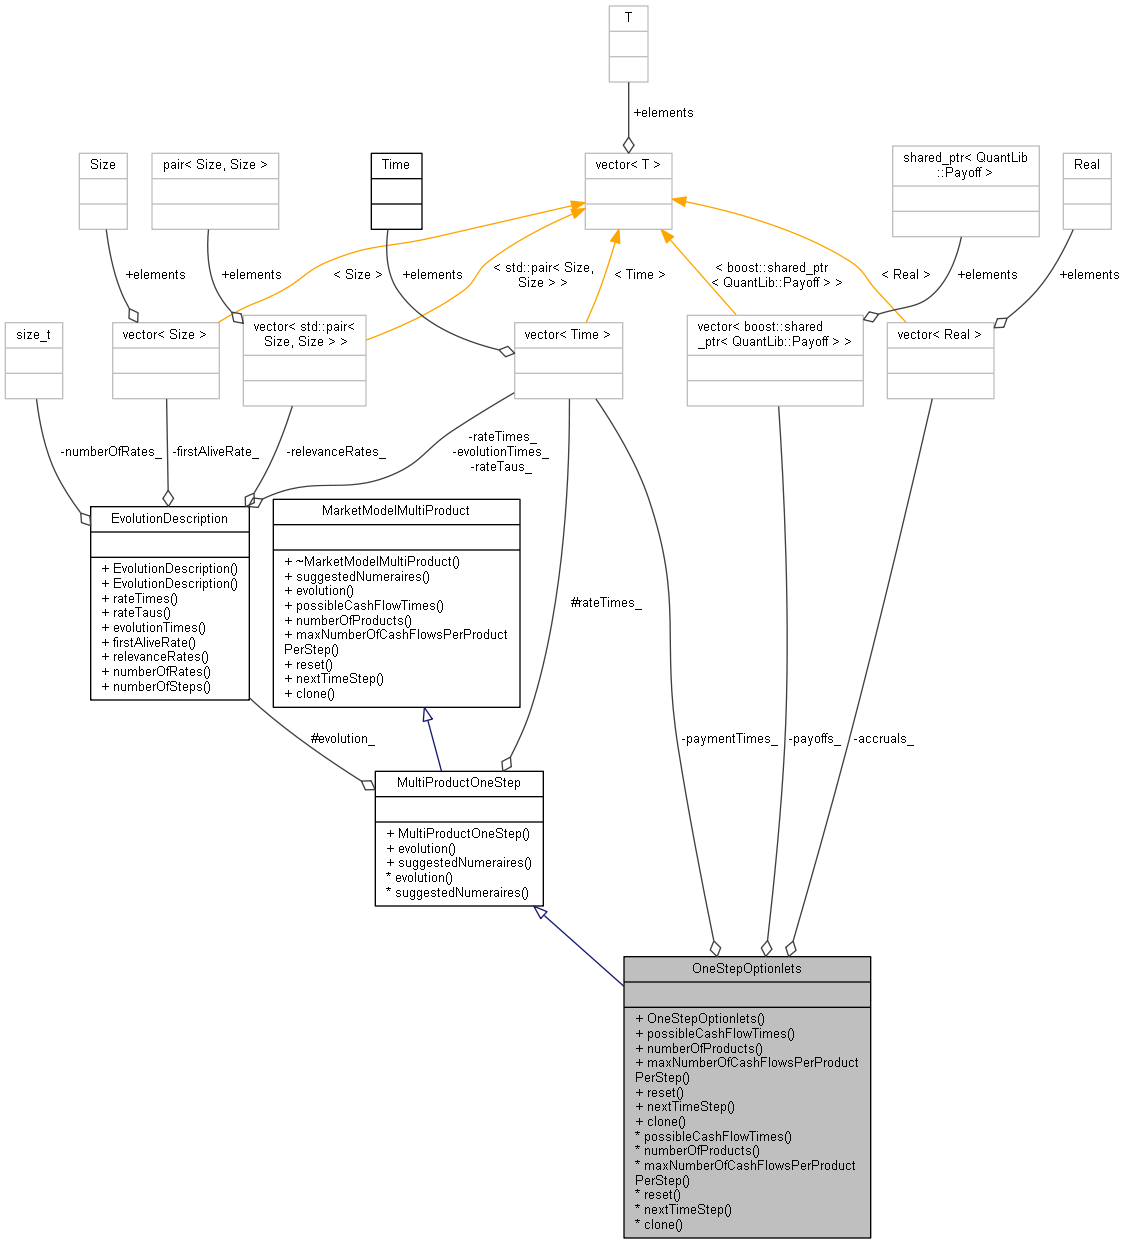 T
+elements
Size
pair< Size, Size >
Time
vector< T >
shared_ptr< QuantLib
::Payoff >
Real
+elements
+elements
< Size >
+elements
< std::pair< Size,
Size > >
< Time >
< boost::shared_ptr
< QuantLib::Payoff > >
< Real >
+elements
+elements
size_t
vector< Size >
vector< std::pair<
Size, Size > >
vector< Time >
vector< boost::shared
_ptr< QuantLib::Payoff > >
vector< Real >
-numberOfRates_
-firstAliveRate_
-relevanceRates_
-rateTimes_
-evolutionTimes_
-rateTaus_
EvolutionDescription
+ EvolutionDescription()
+ EvolutionDescription()
+ rateTimes()
+ rateTaus()
+ evolutionTimes()
+ firstAliveRate()
+ relevanceRates()
+ numberOfRates()
+ numberOfSteps()
MarketModelMultiProduct
+ ~MarketModelMultiProduct()
+ suggestedNumeraires()
+ evolution()
+ possibleCashFlowTimes()
+ numberOfProducts()
+ maxNumberOfCashFlowsPerProduct
PerStep()
+ reset()
+ nextTimeStep()
+ clone()
#rateTimes_
#evolution_
-paymentTimes_
-payoffs_
-accruals_
MultiProductOneStep
+ MultiProductOneStep()
+ evolution()
+ suggestedNumeraires()
* evolution()
* suggestedNumeraires()
OneStepOptionlets
+ OneStepOptionlets()
+ possibleCashFlowTimes()
+ numberOfProducts()
+ maxNumberOfCashFlowsPerProduct
PerStep()
+ reset()
+ nextTimeStep()
+ clone()
* possibleCashFlowTimes()
* numberOfProducts()
* maxNumberOfCashFlowsPerProduct
PerStep()
* reset()
* nextTimeStep()
* clone()